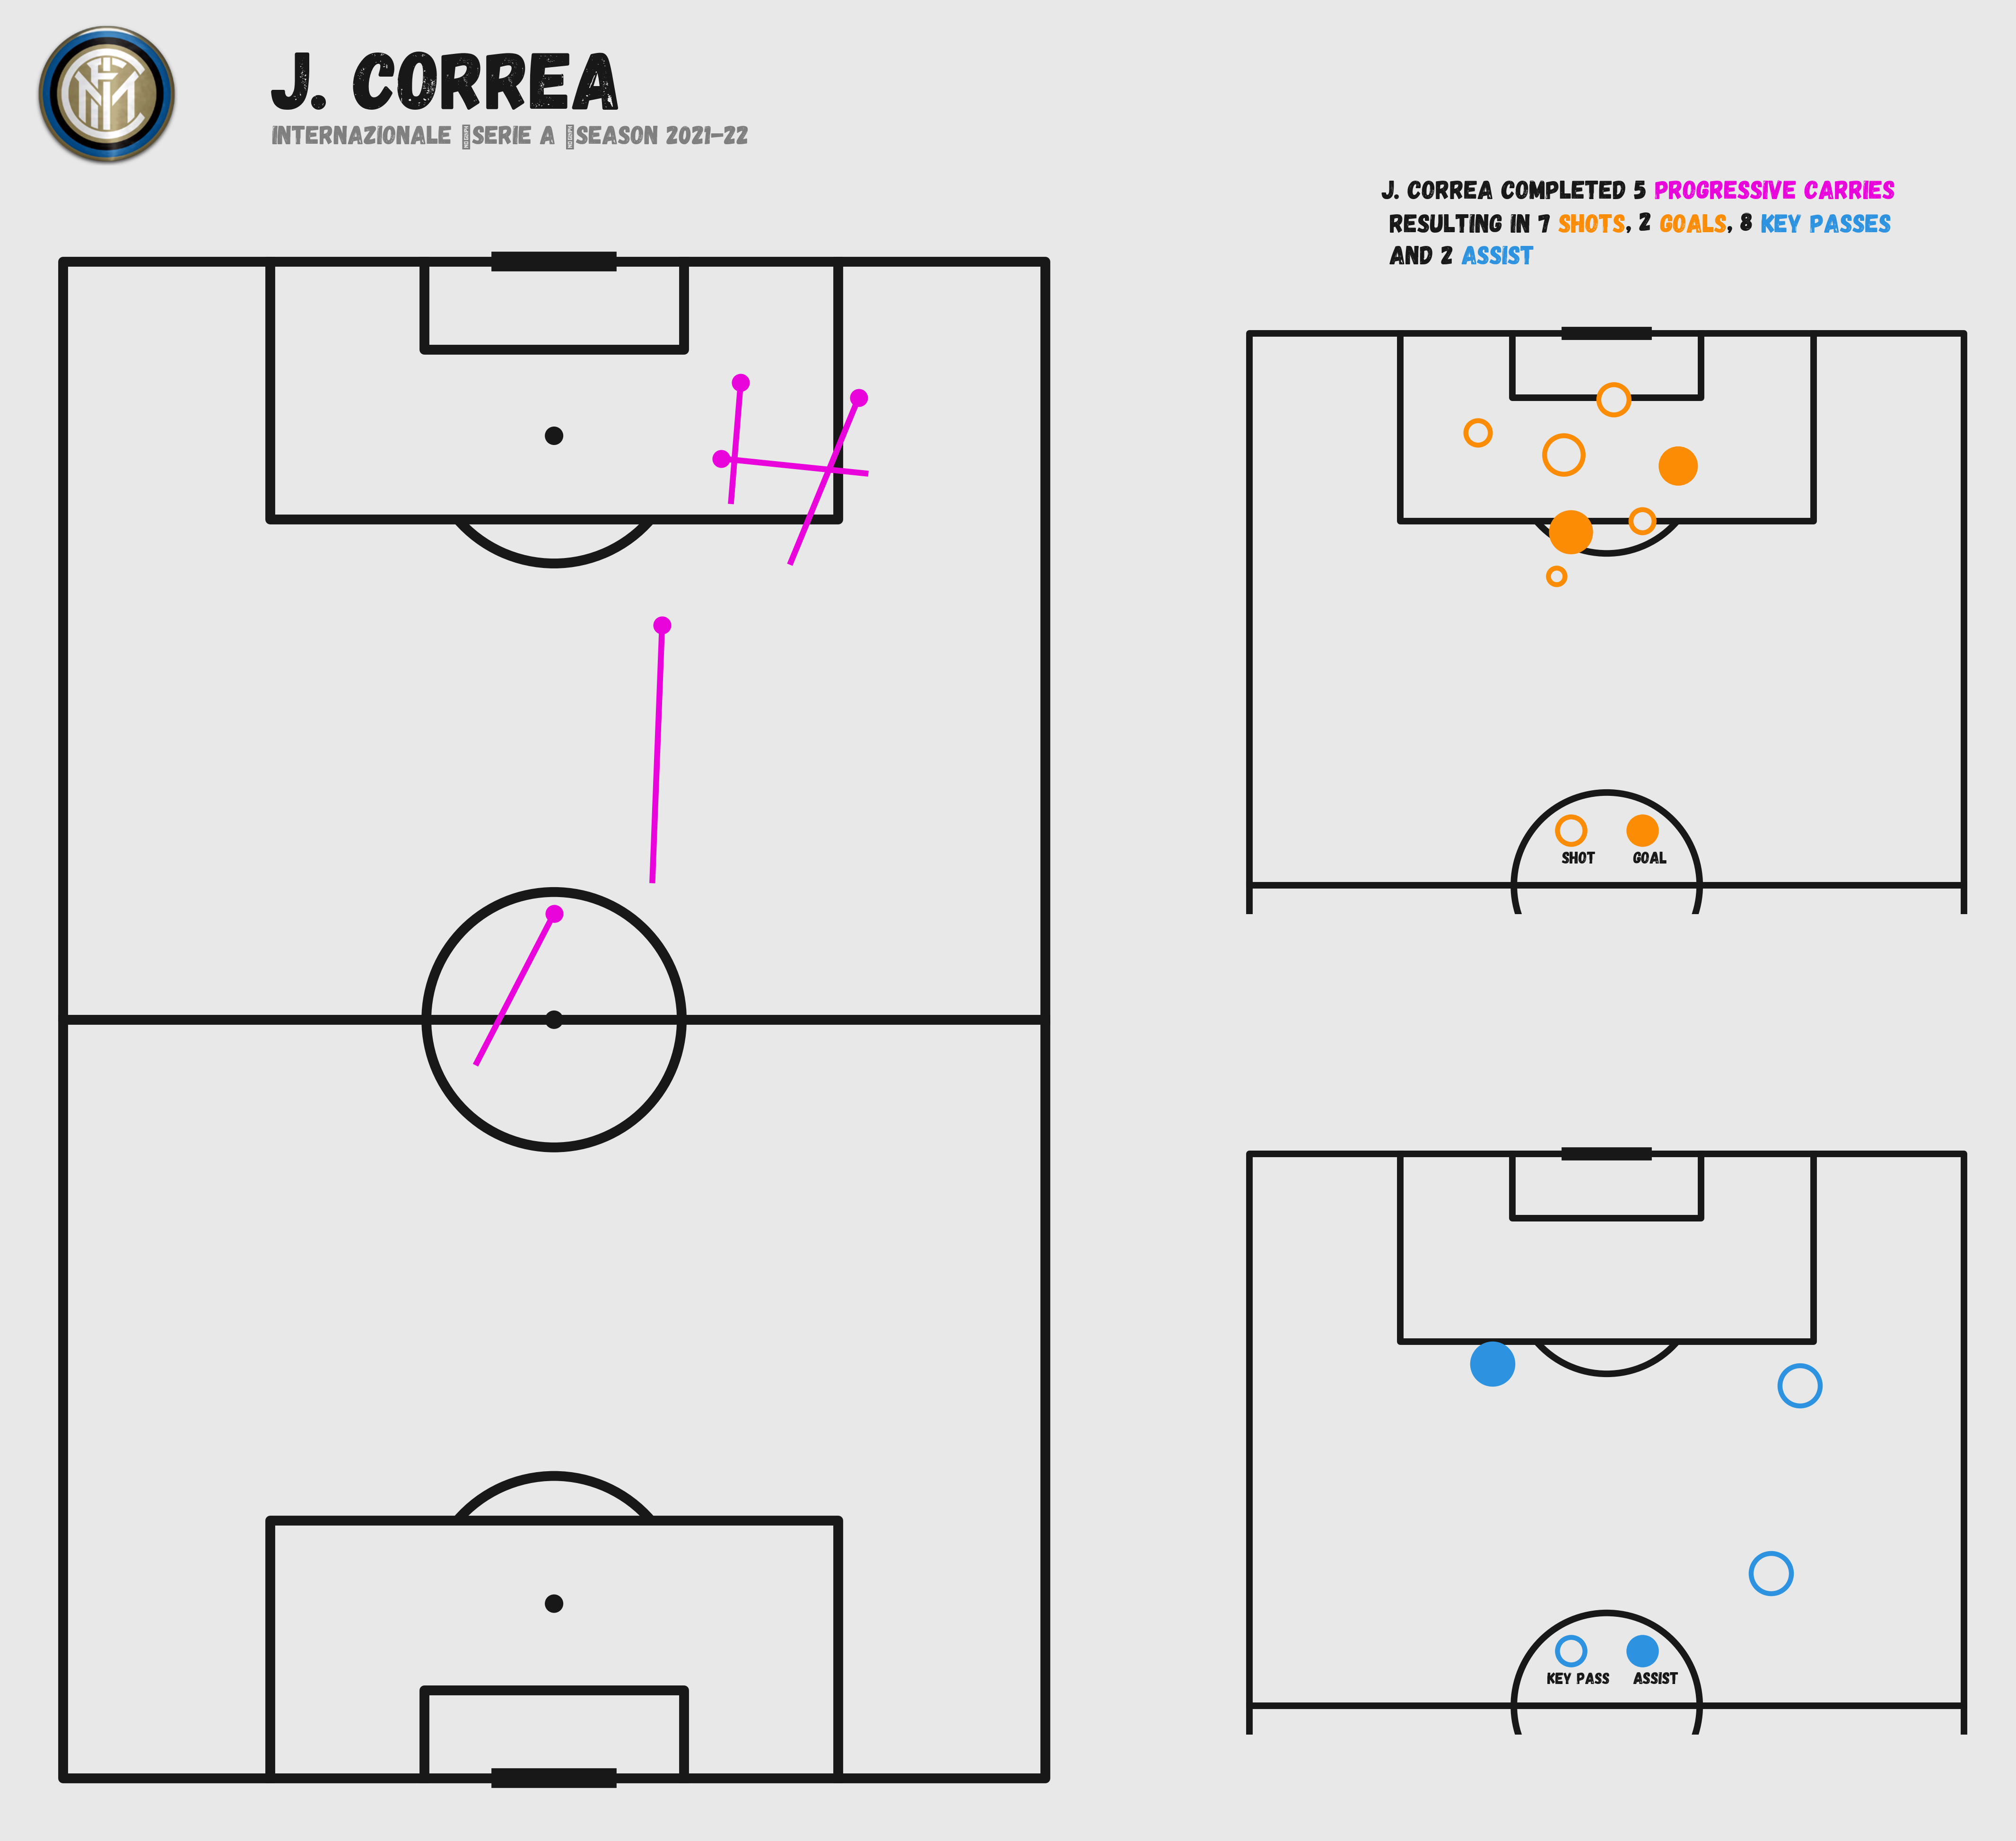 J. CORREA
INTERNAZIONALE SERIE A SEASON 2021-22
J. CORREA COMPLETED 5 PROGRESSIVE CARRIES
RESULTING IN 7 SHOTS, 2 GOALS, 8 KEY PASSES
AND 2 ASSIST
SHOT GOAL
KEY PASS ASSIST